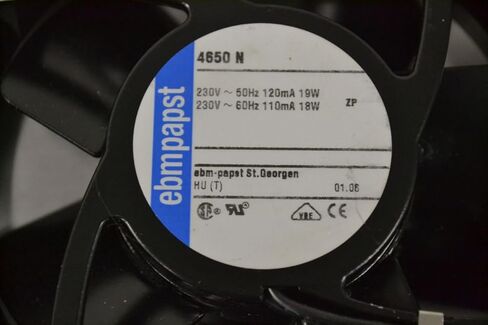 ebmpapst
4650 N
230V ~ 50Hz 120mA 19W
230V ~ 60Hz 110mA 18W ZP
ebm-papst St.Georgen
HU (T) 01.06
VDE CE